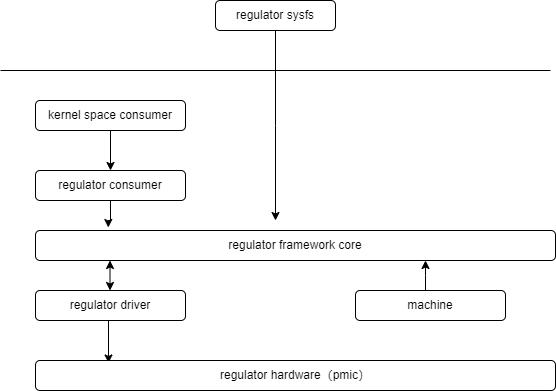 regulator sysfs
kernel space consumer
regulator consumer
regulator framework core
regulator driver
machine
regulator hardware（pmic）